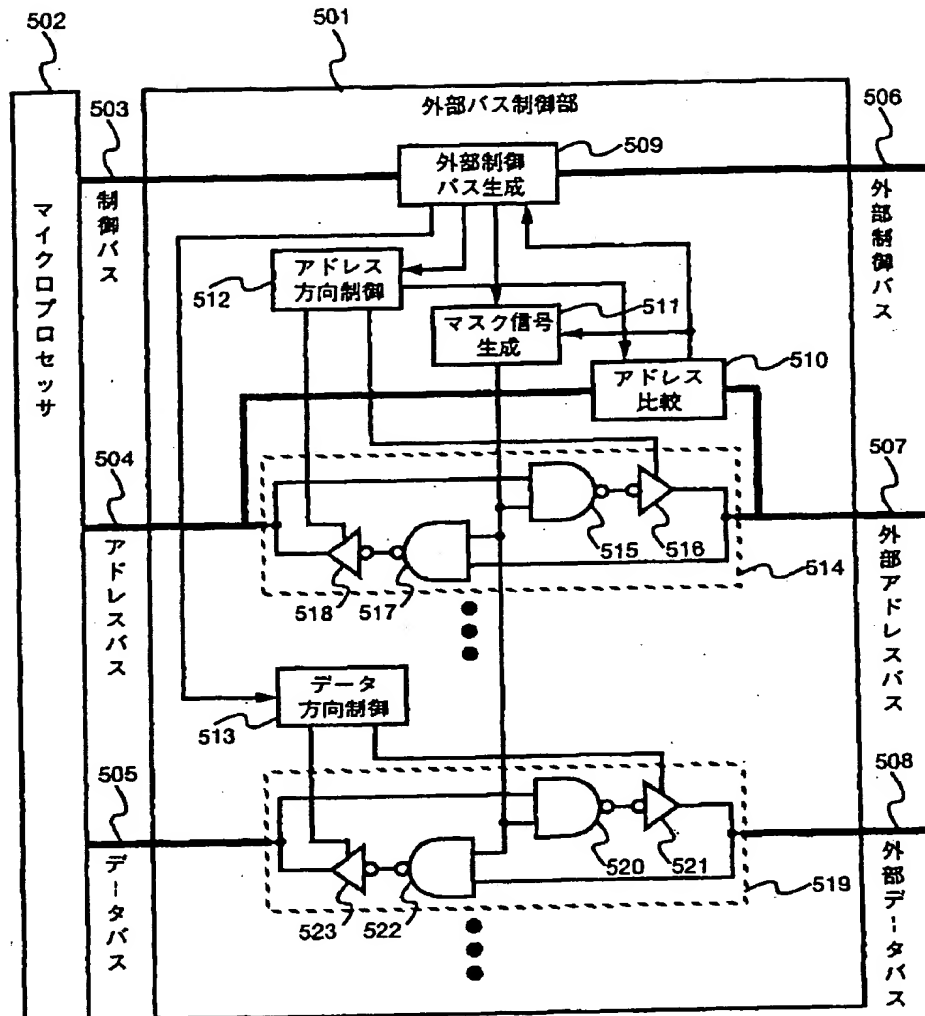 502
501
503
外部バス制御部
506
509
外部制御
バス生成
制御バス
外部制御バス
マイクロプロセッサ
512
アドレス
方向制御
511
マスク信号
生成
510
アドレス
比較
504
507
アドレスバス
515
516
518
517
514
外部アドレスバス
データ
方向制御
513
505
508
データバス
520
521
523
522
519
外部データバス